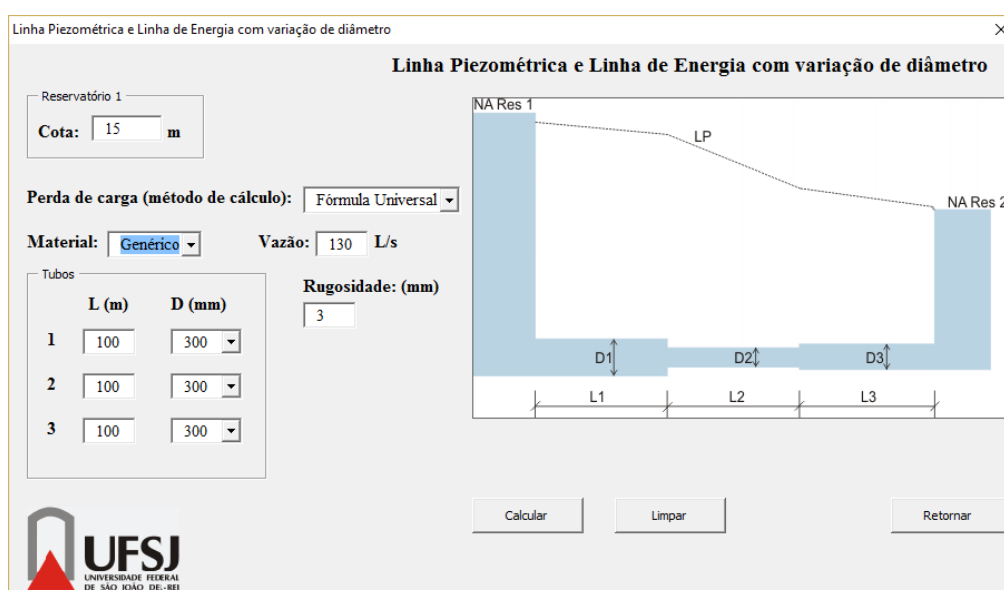 Linha Piezométrica e Linha de Energia com variação de diâmetro
Linha Piezométrica e Linha de Energia com variação de diâmetro
Reservatório 1
Cota: 15 m
Perda de carga (método de cálculo): Fórmula Universal
Material: Genérico Vazão: 130 L/s
Tubos
L (m) D (mm)
1 100 300
2 100 300
3 100 300
Rugosidade: (mm)
3
NA Res 1
LP
NA Res 2
D1 D2 D3
L1 L2 L3
Calcular Limpar Retornar
UFSJ
UNIVERSIDADE FEDERAL
DE SÃO JOÃO DEL-REI